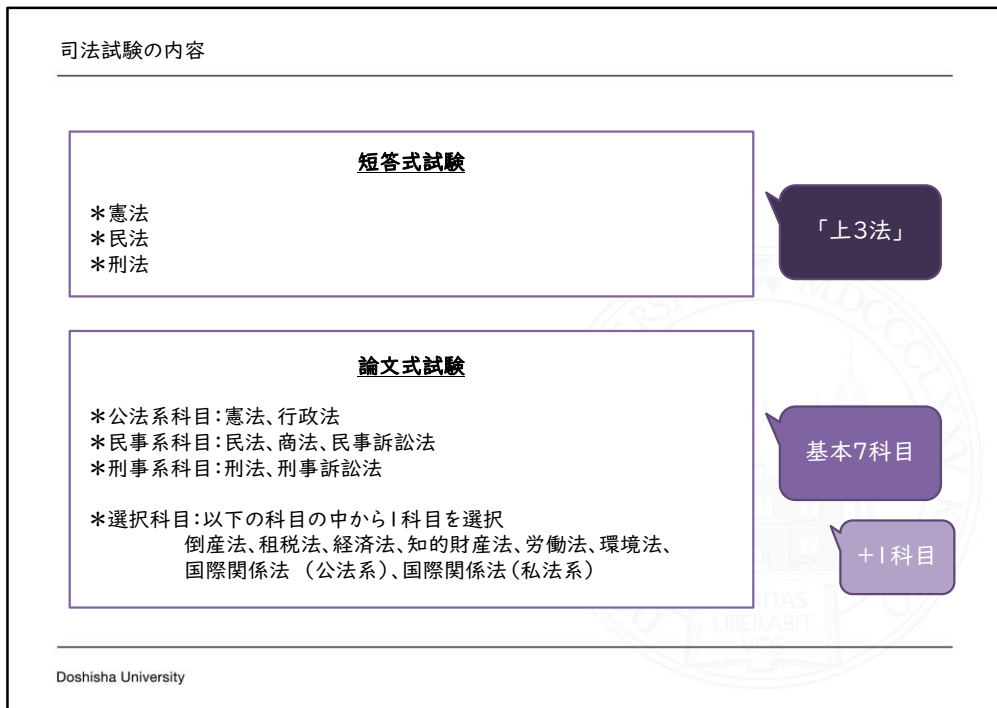 司法試験の内容
短答式試験
＊憲法
＊民法
＊刑法
「上3法」
論文式試験
＊公法系科目：憲法、行政法
＊民事系科目：民法、商法、民事訴訟法
＊刑事系科目：刑法、刑事訴訟法
基本7科目
＊選択科目：以下の科目の中から1科目を選択
倒産法、租税法、経済法、知的財産法、労働法、環境法、
国際関係法 （公法系）、国際関係法（私法系）
＋1科目
VERITAS
LIBERABIT
VOS
Doshisha University